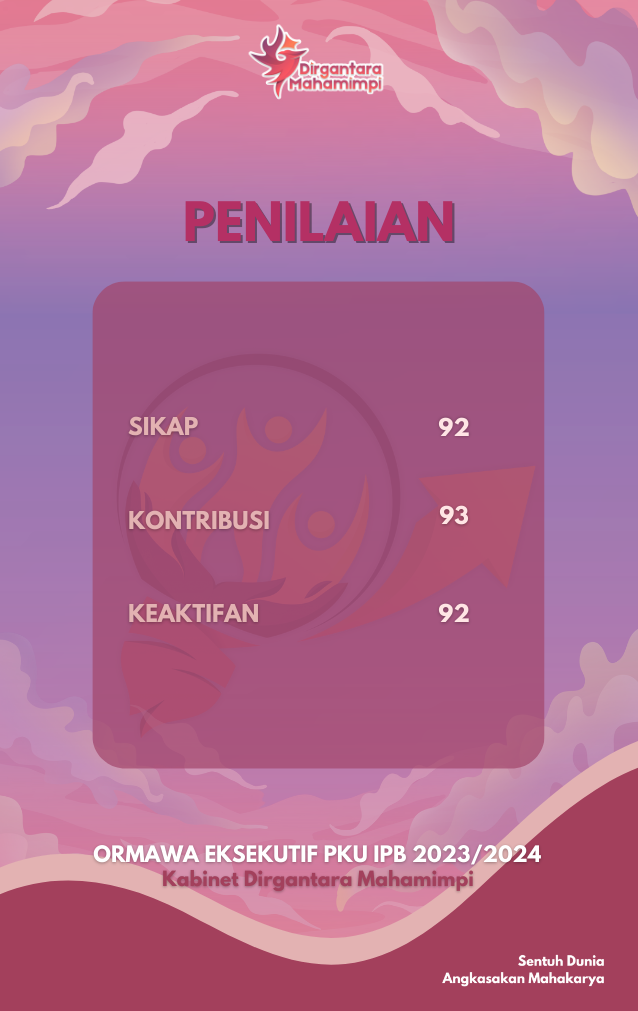 Dirgantara
Mahamimpi
PENILAIAN
SIKAP 92
KONTRIBUSI 93
KEAKTIFAN 92
ORMAWA EKSEKUTIF PKU IPB 2023/2024
Kabinet Dirgantara Mahamimpi
Sentuh Dunia
Angkasakan Mahakarya